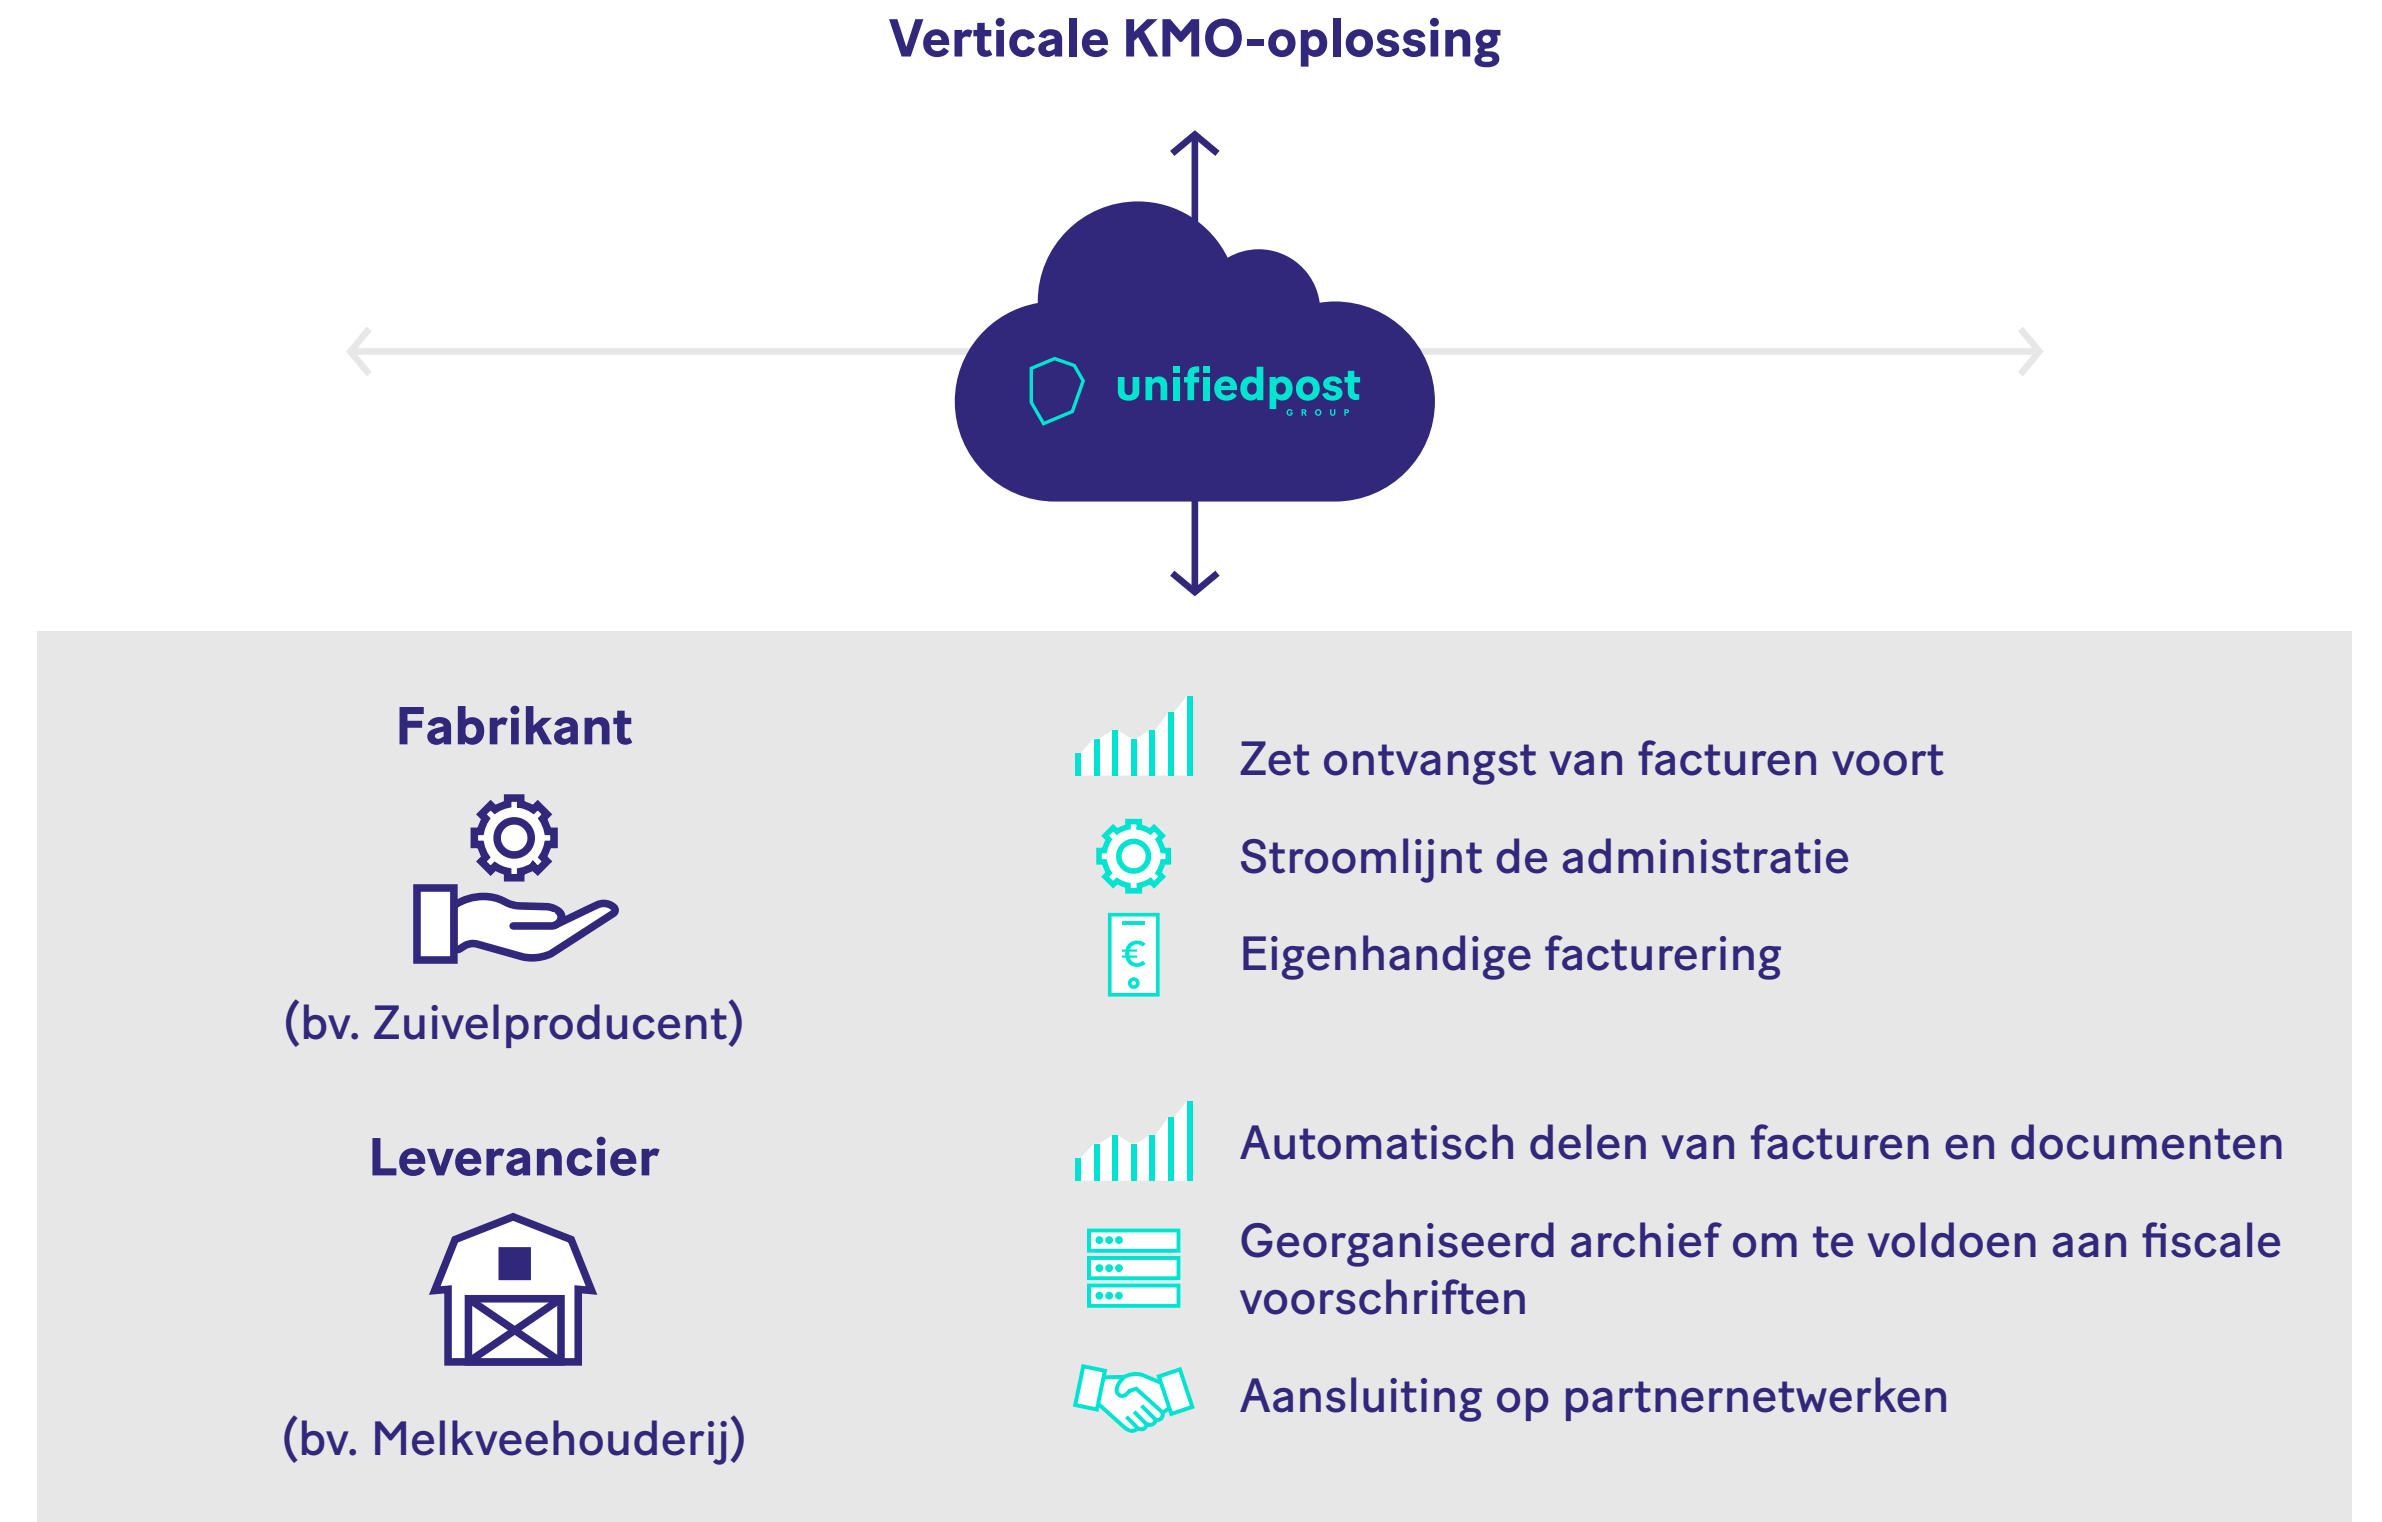 Verticale KMO-oplossing
unifiedpost
GROUP
Fabrikant
(bv. Zuivelproducent)
Zet ontvangst van facturen voort
Stroomlijnt de administratie
€
Eigenhandige facturering
Leverancier
(bv. Melkveehouderij)
Automatisch delen van facturen en documenten
Georganiseerd archief om te voldoen aan fiscale
voorschriften
Aansluiting op partnernetwerken